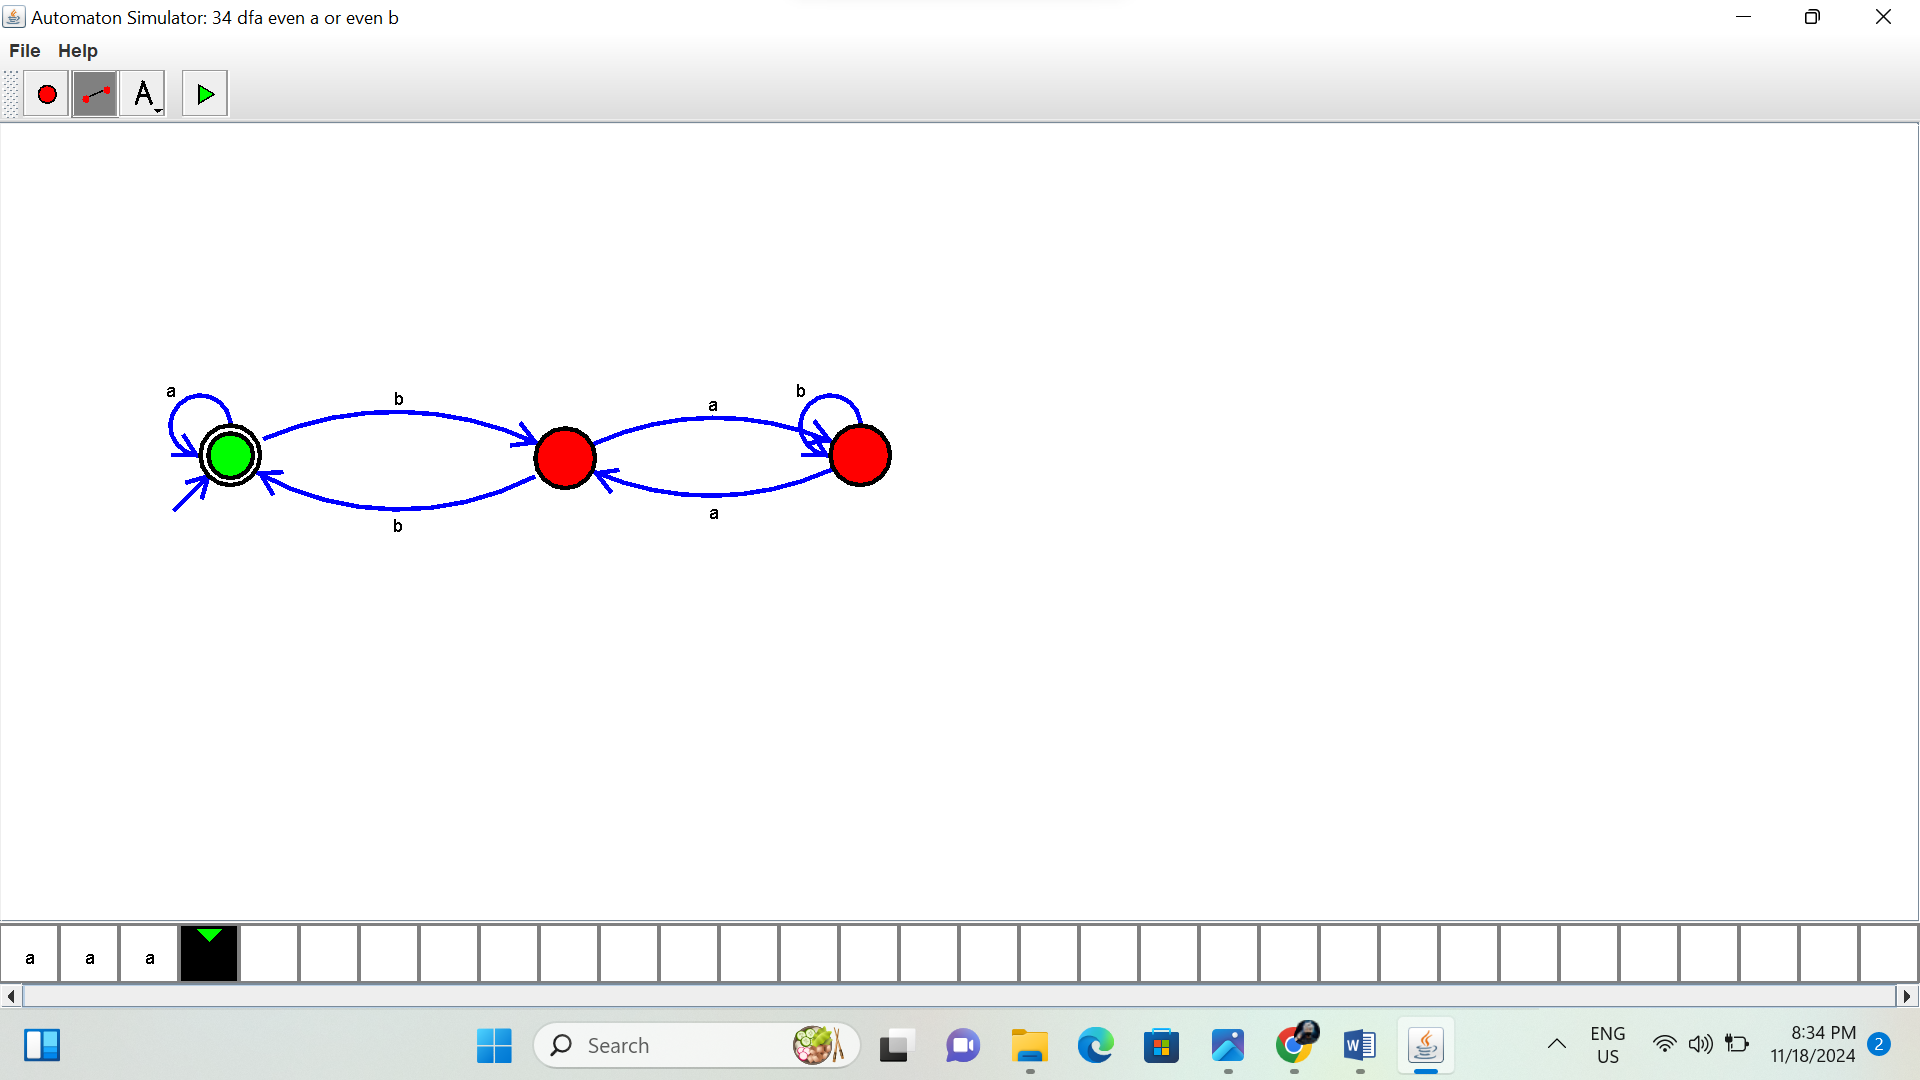 Automaton Simulator: 34 dfa even a or even b
File Help
A
a b a b
b a
a a a
Search
ENG
US
8:34 PM
11/18/2024
2